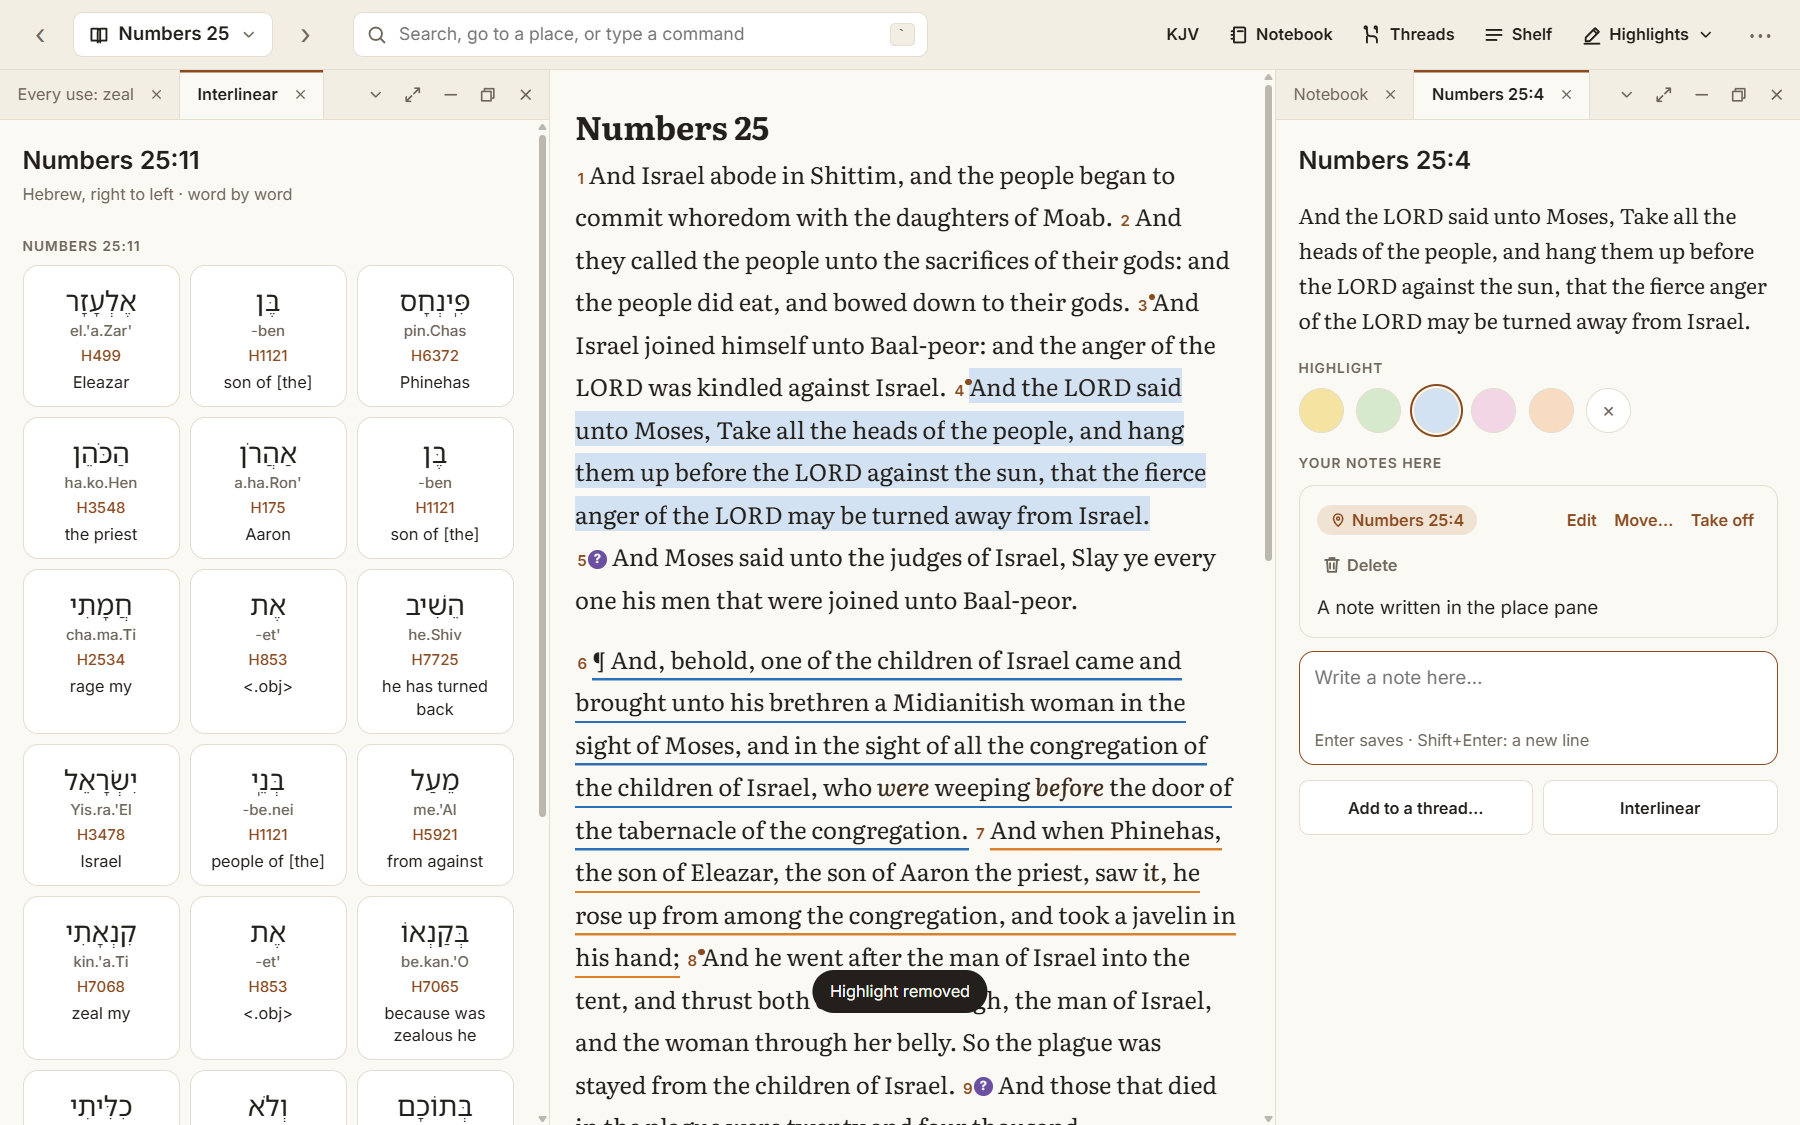 Numbers 25
Search, go to a place, or type a command
`
KJV
Notebook
Threads
Shelf
Highlights
Every use: zeal
Interlinear
Numbers 25:11
Hebrew, right to left · word by word
NUMBERS 25:11
אֶלְעָזָר
el.'a.Zar'
H499
Eleazar
בֶּן
-ben
H1121
son of [the]
פִּֽינְחָס
pin.Chas
H6372
Phinehas
הַכֹּהֵן
ha.ko.Hen
H3548
the priest
אַהֲרֹן
a.ha.Ron'
H175
Aaron
בֶּן
-ben
H1121
son of [the]
חֲמָתִי
cha.ma.Ti
H2534
rage my
אֶת
-et'
H853
<.obj>
הֵשִׁיב
he.Shiv
H7725
he has turned
back
יִשְׂרָאֵל
Yis.ra.'El
H3478
Israel
בְּנֵֽי
-be.nei
H1121
people of [the]
מֵעַל
me.'Al
H5921
from against
קִנְאָתִי
kin.'a.Ti
H7068
zeal my
אֶת
-et'
H853
<.obj>
בְּקַנְאוֹ
be.kan.'O
H7065
because was
zealous he
כִלִּיתִי
וְלֹא
בְּתוֹכָם
Numbers 25
1 And Israel abode in Shittim, and the people began to
commit whoredom with the daughters of Moab. 2 And
they called the people unto the sacrifices of their gods: and
the people did eat, and bowed down to their gods. 3 And
Israel joined himself unto Baal-peor: and the anger of the
LORD was kindled against Israel. 4 And the LORD said
unto Moses, Take all the heads of the people, and hang
them up before the LORD against the sun, that the fierce
anger of the LORD may be turned away from Israel.
5 ? And Moses said unto the judges of Israel, Slay ye every
one his men that were joined unto Baal-peor.
6 ¶ And, behold, one of the children of Israel came and
brought unto his brethren a Midianitish woman in the
sight of Moses, and in the sight of all the congregation of
the children of Israel, who were weeping before the door of
the tabernacle of the congregation. 7 And when Phinehas,
the son of Eleazar, the son of Aaron the priest, saw it, he
rose up from among the congregation, and took a javelin in
his hand; 8 And he went after the man of Israel into the
tent, and thrust both
Highlight removed
the man of Israel,
and the woman through her belly. So the plague was
stayed from the children of Israel. 9 ? And those that died
in the plague were twenty and four thousand.
Notebook
Numbers 25:4
Numbers 25:4
And the LORD said unto Moses, Take all the
heads of the people, and hang them up before
the LORD against the sun, that the fierce anger
of the LORD may be turned away from Israel.
HIGHLIGHT
YOUR NOTES HERE
Numbers 25:4
Edit
Move...
Take off
Delete
A note written in the place pane
Write a note here...
Enter saves · Shift+Enter: a new line
Add to a thread...
Interlinear